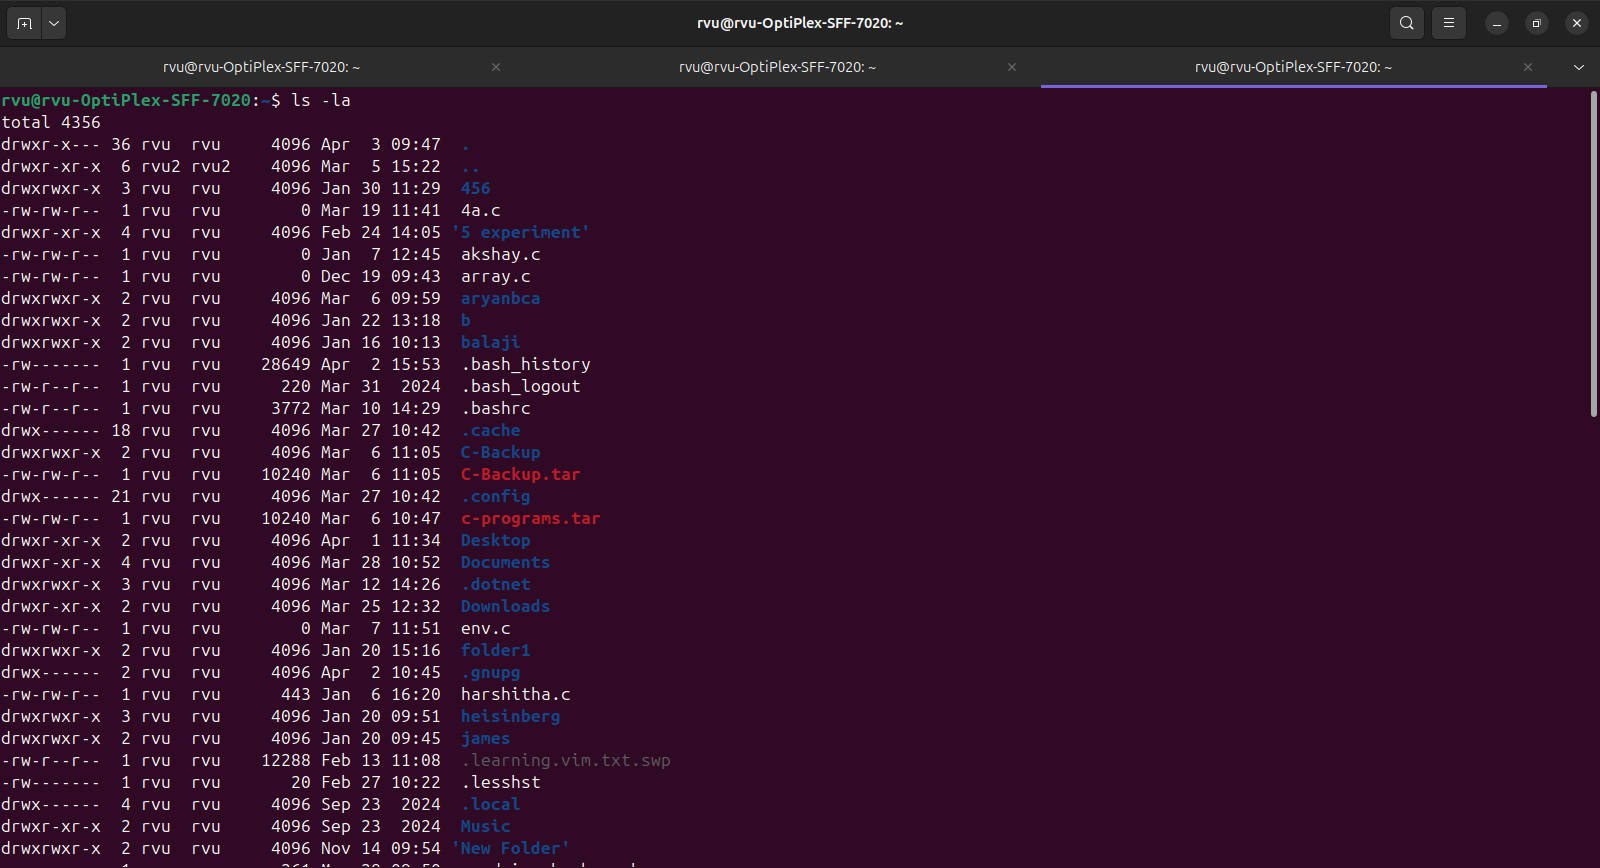 rvu@rvu-OptiPlex-SFF-7020: ~
rvu@rvu-OptiPlex-SFF-7020: ~ rvu@rvu-OptiPlex-SFF-7020: ~ rvu@rvu-OptiPlex-SFF-7020: ~
rvu@rvu-OptiPlex-SFF-7020:~$ ls -la
total 4356
drwxr-x--- 36 rvu  rvu     4096 Apr  3 09:47  .
drwxr-xr-x  6 rvu2 rvu2    4096 Mar  5 15:22  ..
drwxrwxr-x  3 rvu  rvu     4096 Jan 30 11:29  456
-rw-rw-r--  1 rvu  rvu        0 Mar 19 11:41  4a.c
drwxr-xr-x  4 rvu  rvu     4096 Feb 24 14:05 '5 experiment'
-rw-rw-r--  1 rvu  rvu        0 Jan  7 12:45  akshay.c
-rw-rw-r--  1 rvu  rvu        0 Dec 19 09:43  array.c
drwxrwxr-x  2 rvu  rvu     4096 Mar  6 09:59  aryanbca
drwxrwxr-x  2 rvu  rvu     4096 Jan 22 13:18  b
drwxrwxr-x  2 rvu  rvu     4096 Jan 16 10:13  balaji
-rw-------  1 rvu  rvu    28649 Apr  2 15:53  .bash_history
-rw-r--r--  1 rvu  rvu      220 Mar 31  2024  .bash_logout
-rw-r--r--  1 rvu  rvu     3772 Mar 10 14:29  .bashrc
drwx------ 18 rvu  rvu     4096 Mar 27 10:42  .cache
drwxrwxr-x  2 rvu  rvu     4096 Mar  6 11:05  C-Backup
-rw-rw-r--  1 rvu  rvu    10240 Mar  6 11:05  C-Backup.tar
drwx------ 21 rvu  rvu     4096 Mar 27 10:42  .config
-rw-rw-r--  1 rvu  rvu    10240 Mar  6 10:47  c-programs.tar
drwxr-xr-x  2 rvu  rvu     4096 Apr  1 11:34  Desktop
drwxr-xr-x  4 rvu  rvu     4096 Mar 28 10:52  Documents
drwxrwxr-x  3 rvu  rvu     4096 Mar 12 14:26  .dotnet
drwxr-xr-x  2 rvu  rvu     4096 Mar 25 12:32  Downloads
-rw-rw-r--  1 rvu  rvu        0 Mar  7 11:51  env.c
drwxrwxr-x  2 rvu  rvu     4096 Jan 20 15:16  folder1
drwx------  2 rvu  rvu     4096 Apr  2 10:45  .gnupg
-rw-rw-r--  1 rvu  rvu      443 Jan  6 16:20  harshitha.c
drwxrwxr-x  3 rvu  rvu     4096 Jan 20 09:51  heisinberg
drwxrwxr-x  2 rvu  rvu     4096 Jan 20 09:45  james
-rw-r--r--  1 rvu  rvu    12288 Feb 13 11:08  .learning.vim.txt.swp
-rw-------  1 rvu  rvu       20 Feb 27 10:22  .lesshst
drwx------  4 rvu  rvu     4096 Sep 23  2024  .local
drwxr-xr-x  2 rvu  rvu     4096 Sep 23  2024  Music
drwxrwxr-x  2 rvu  rvu     4096 Nov 14 09:54 'New Folder'